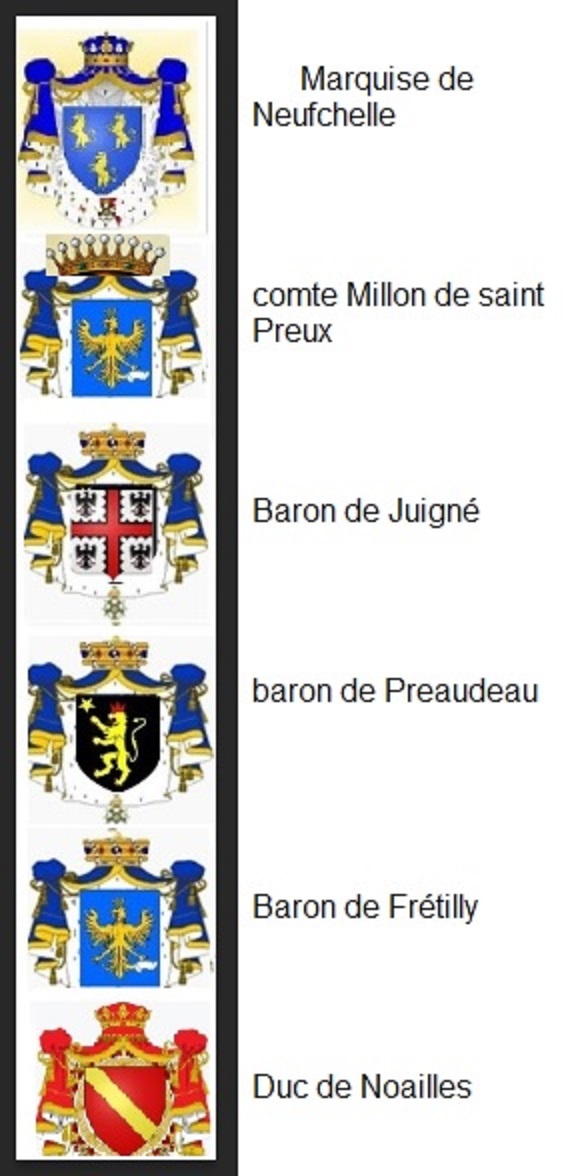 Marquise de
Neufchelle
comte Millon de saint
Preux
Baron de Juigné
baron de Preaudeau
Baron de Frétilly
Duc de Noailles